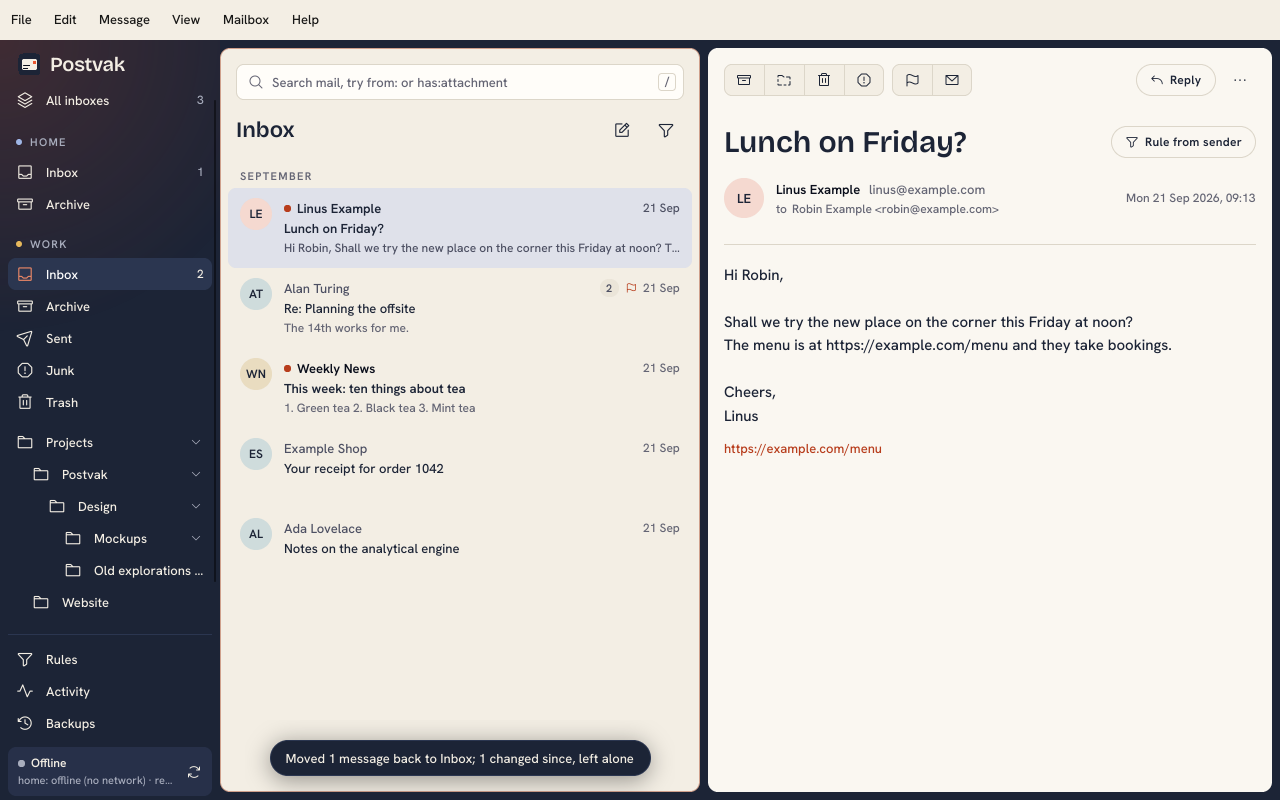 File Edit Message View Mailbox Help
Postvak
All inboxes 3
HOME
Inbox 1
Archive
WORK
Inbox 2
Archive
Sent
Junk
Trash
Projects
Postvak
Design
Mockups
Old explorations ...
Website
Rules
Activity
Backups
Offline
home: offline (no network) · re...
Search mail, try from: or has:attachment /
Inbox
SEPTEMBER
LE Linus Example 21 Sep
Lunch on Friday?
Hi Robin, Shall we try the new place on the corner this Friday at noon? T...
AT Alan Turing 2 21 Sep
Re: Planning the offsite
The 14th works for me.
WN Weekly News 21 Sep
This week: ten things about tea
1. Green tea 2. Black tea 3. Mint tea
ES Example Shop 21 Sep
Your receipt for order 1042
AL Ada Lovelace 21 Sep
Notes on the analytical engine
Moved 1 message back to Inbox; 1 changed since, left alone
Reply ...
Lunch on Friday? Rule from sender
LE Linus Example linus@example.com
to Robin Example <robin@example.com>
Mon 21 Sep 2026, 09:13
Hi Robin,
Shall we try the new place on the corner this Friday at noon?
The menu is at https://example.com/menu and they take bookings.
Cheers,
Linus
https://example.com/menu